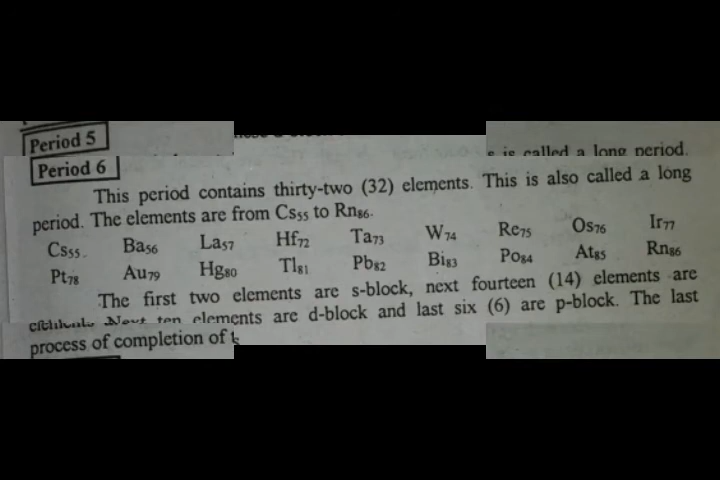 Period 5
s is called a long period.
Period 6
This period contains thirty-two (32) elements. This is also called a long
period. The elements are from Cs55 to Rn86.
Cs55 Ba56 La57 Hf72 Ta73 W74 Re75 Os76 Ir77
Pt78 Au79 Hg80 Tl81 Pb82 Bi83 Po84 At85 Rn86
The first two elements are s-block, next fourteen (14) elements are
Next ten elements are d-block and last six (6) are p-block. The last
process of completion of